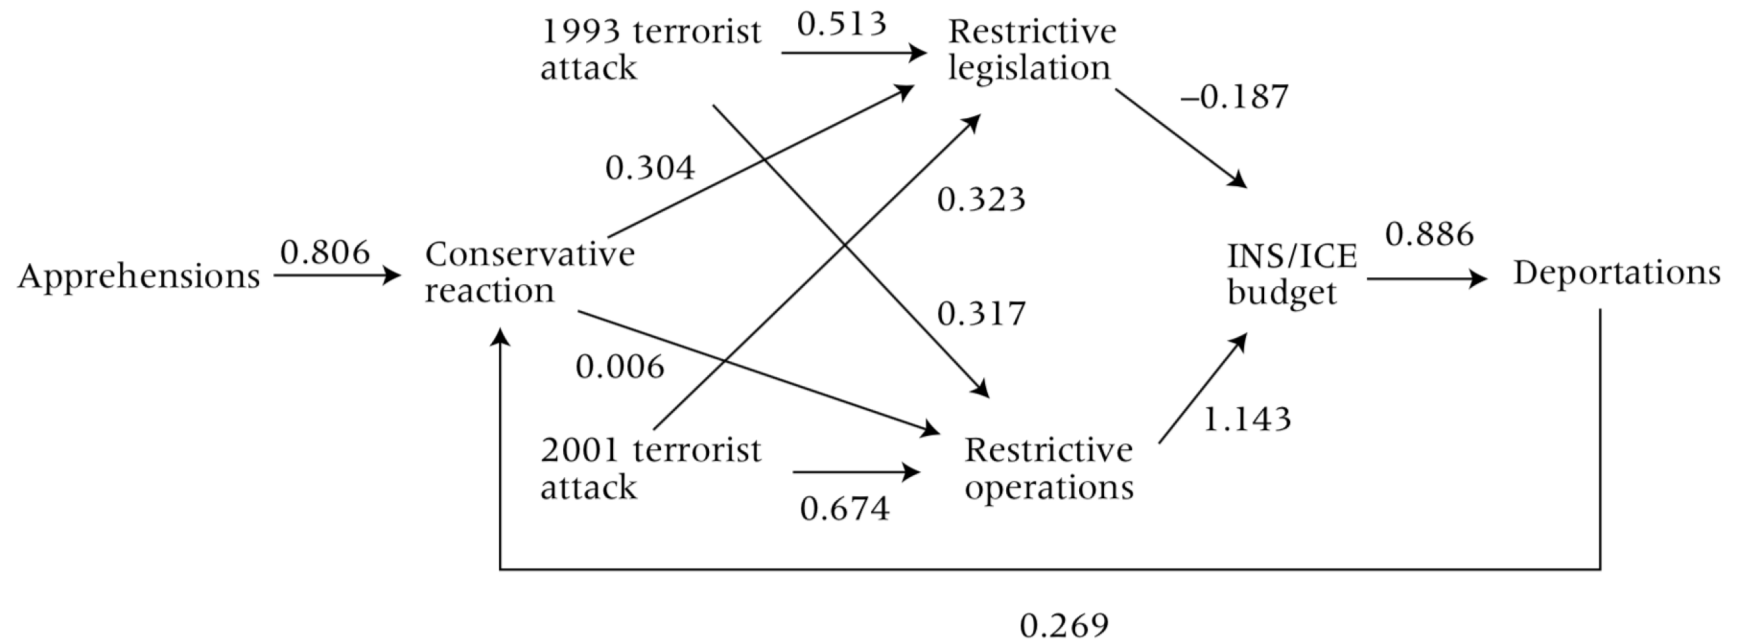 1993 terrorist
attack
0.513
Restrictive
legislation
–0.187
0.304
0.323
Apprehensions
0.806
Conservative
reaction
INS/ICE
budget
0.886
Deportations
0.317
0.006
1.143
2001 terrorist
attack
0.674
Restrictive
operations
0.269